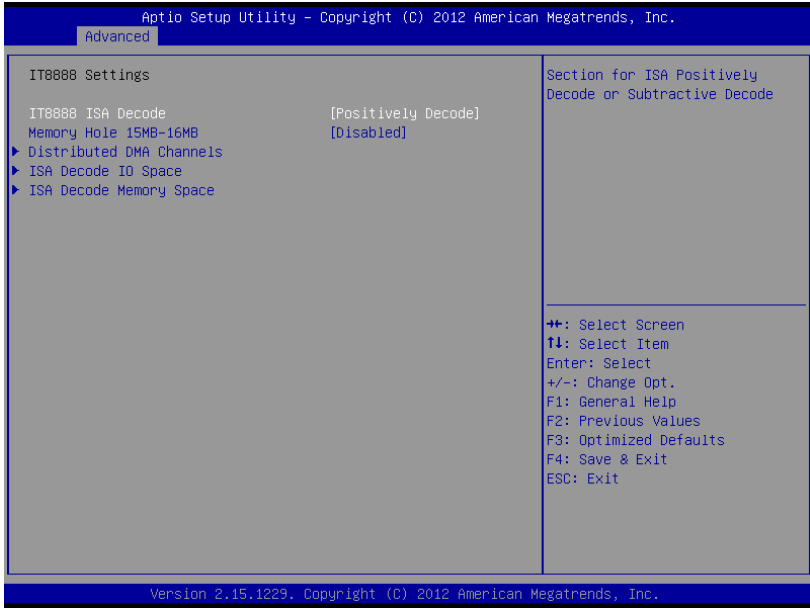 Aptio Setup Utility – Copyright (C) 2012 American Megatrends, Inc.
Advanced
IT8888 Settings
IT8888 ISA Decode [Positively Decode]
Memory Hole 15MB-16MB [Disabled]
Distributed DMA Channels
ISA Decode IO Space
ISA Decode Memory Space
Section for ISA Positively
Decode or Subtractive Decode
→←: Select Screen
↑↓: Select Item
Enter: Select
+/-: Change Opt.
F1: General Help
F2: Previous Values
F3: Optimized Defaults
F4: Save & Exit
ESC: Exit
Version 2.15.1229. Copyright (C) 2012 American Megatrends, Inc.